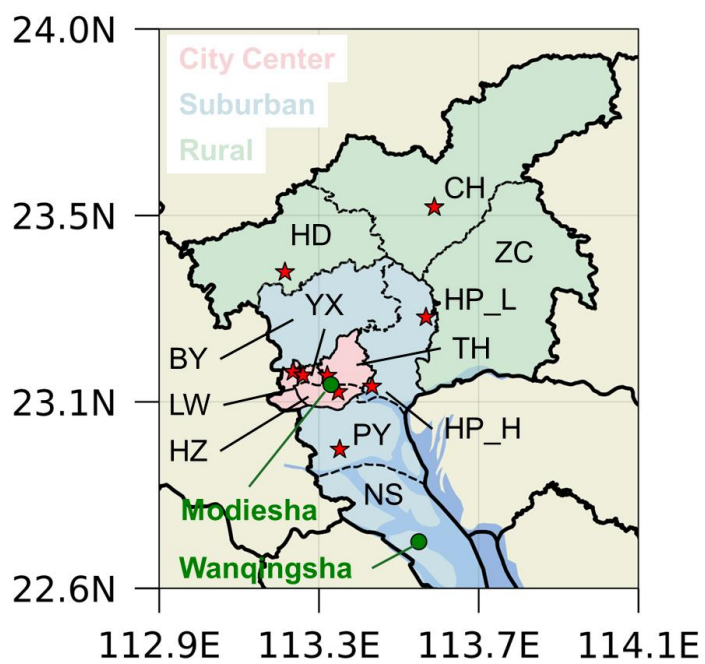 24.0N
City Center
Suburban
Rural
CH
23.5N
HD
ZC
YX
HP_L
BY
TH
23.1N
LW
HZ
PY
HP_H
NS
Modiesha
Wanqingsha
22.6N
112.9E 113.3E 113.7E 114.1E